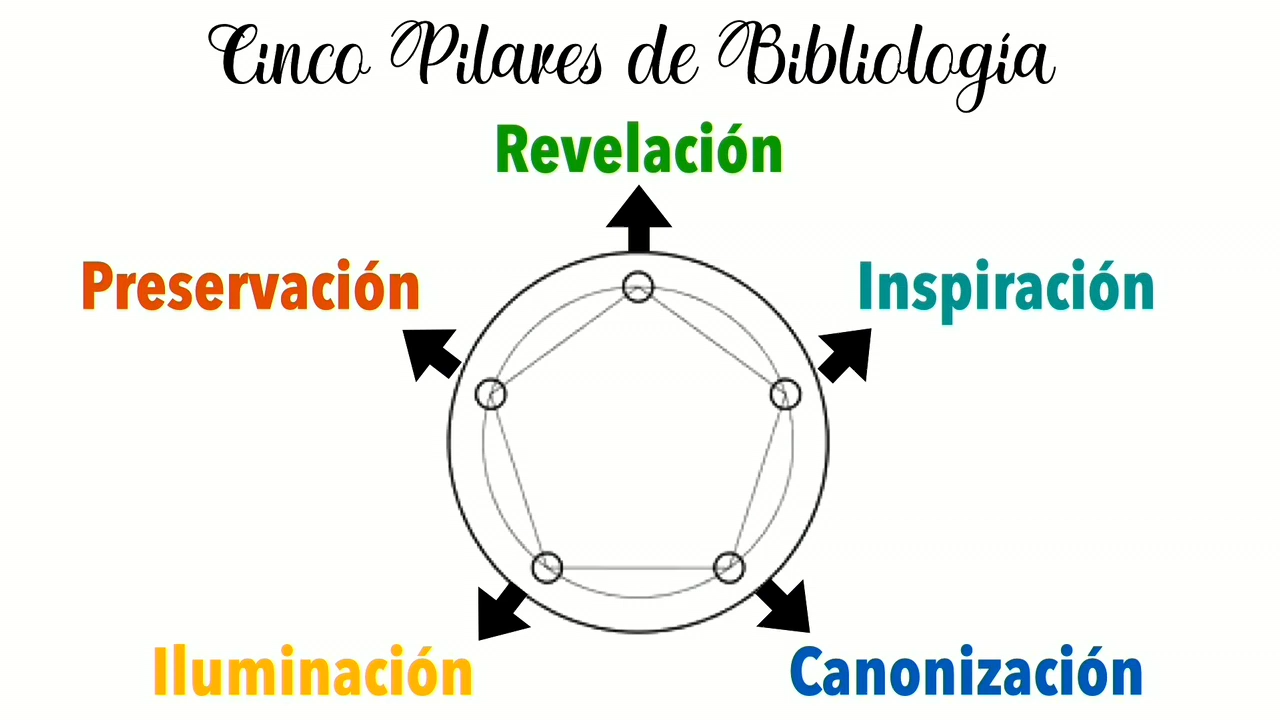 Cinco Pilares de Bibliología
Revelación
Preservación
Inspiración
Iluminación
Canonización